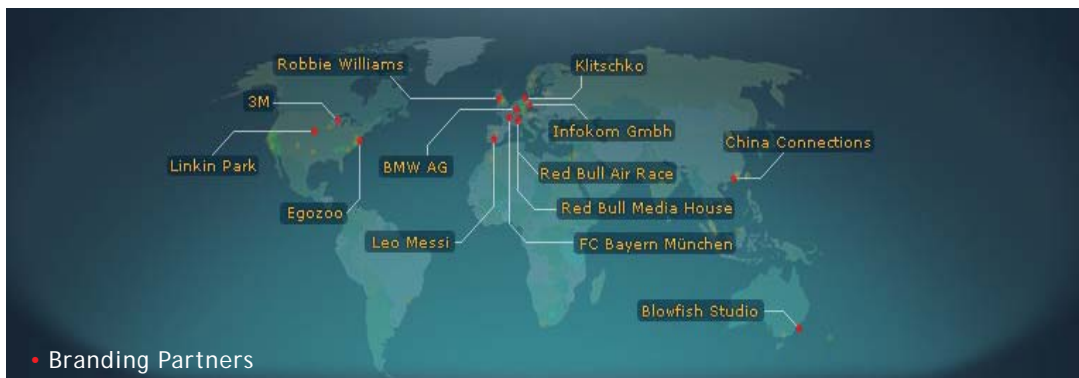 Robbie Williams
Klitschko
3M
Infokom Gmbh
China Connections
Linkin Park
BMW AG
Red Bull Air Race
Egozoo
Red Bull Media House
Leo Messi
FC Bayern München
Blowfish Studio
• Branding Partners